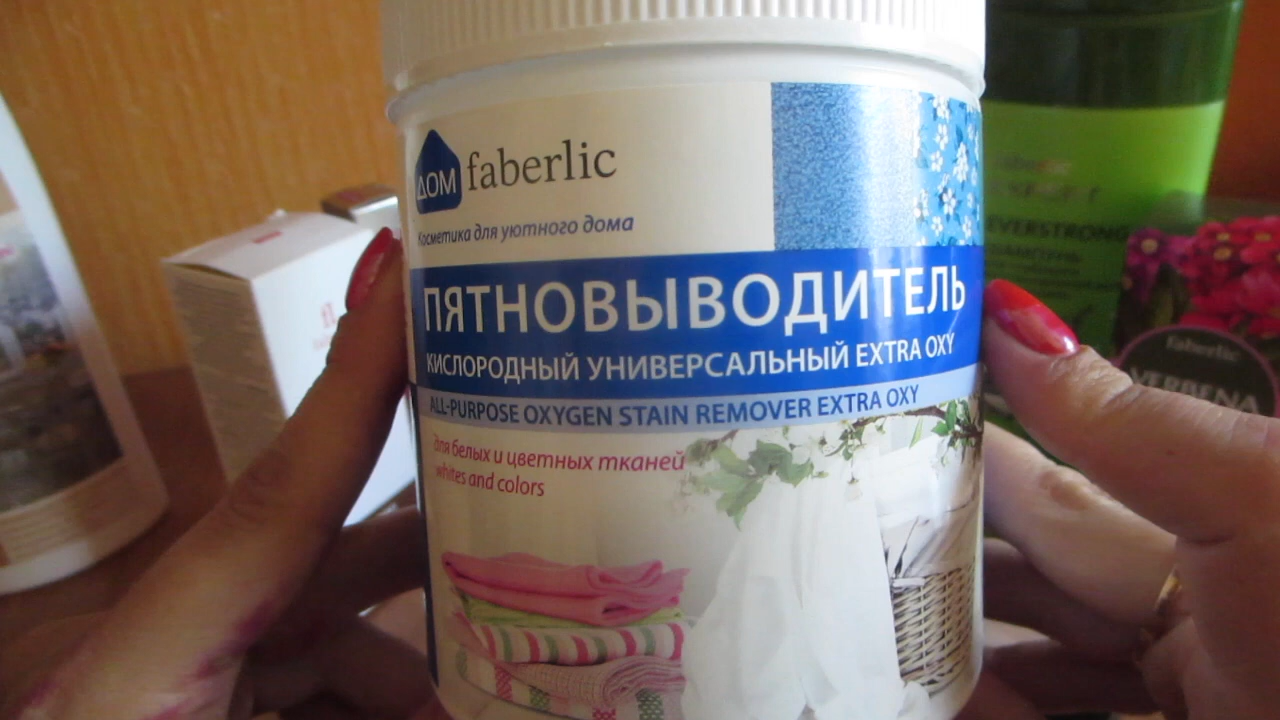 ДОМ faberlic
Косметика для уютного дома
ПЯТНОВЫВОДИТЕЛЬ
КИСЛОРОДНЫЙ УНИВЕРСАЛЬНЫЙ EXTRA OXY
ALL-PURPOSE OXYGEN STAIN REMOVER EXTRA OXY
для белых и цветных тканей
whites and colors
EVERSTRONG
faberlic
VERBENA